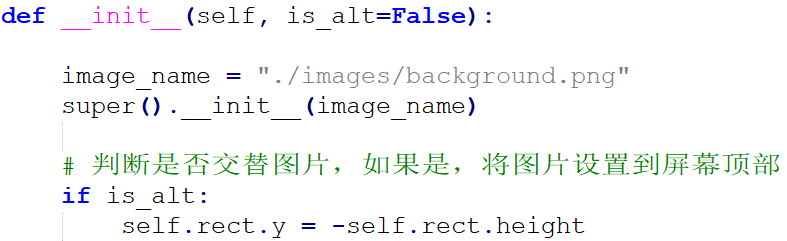 def __init__(self, is_alt=False):
image_name = "./images/background.png"
super().__init__(image_name)
# 判断是否交替图片，如果是，将图片设置到屏幕顶部
if is_alt:
self.rect.y = -self.rect.height